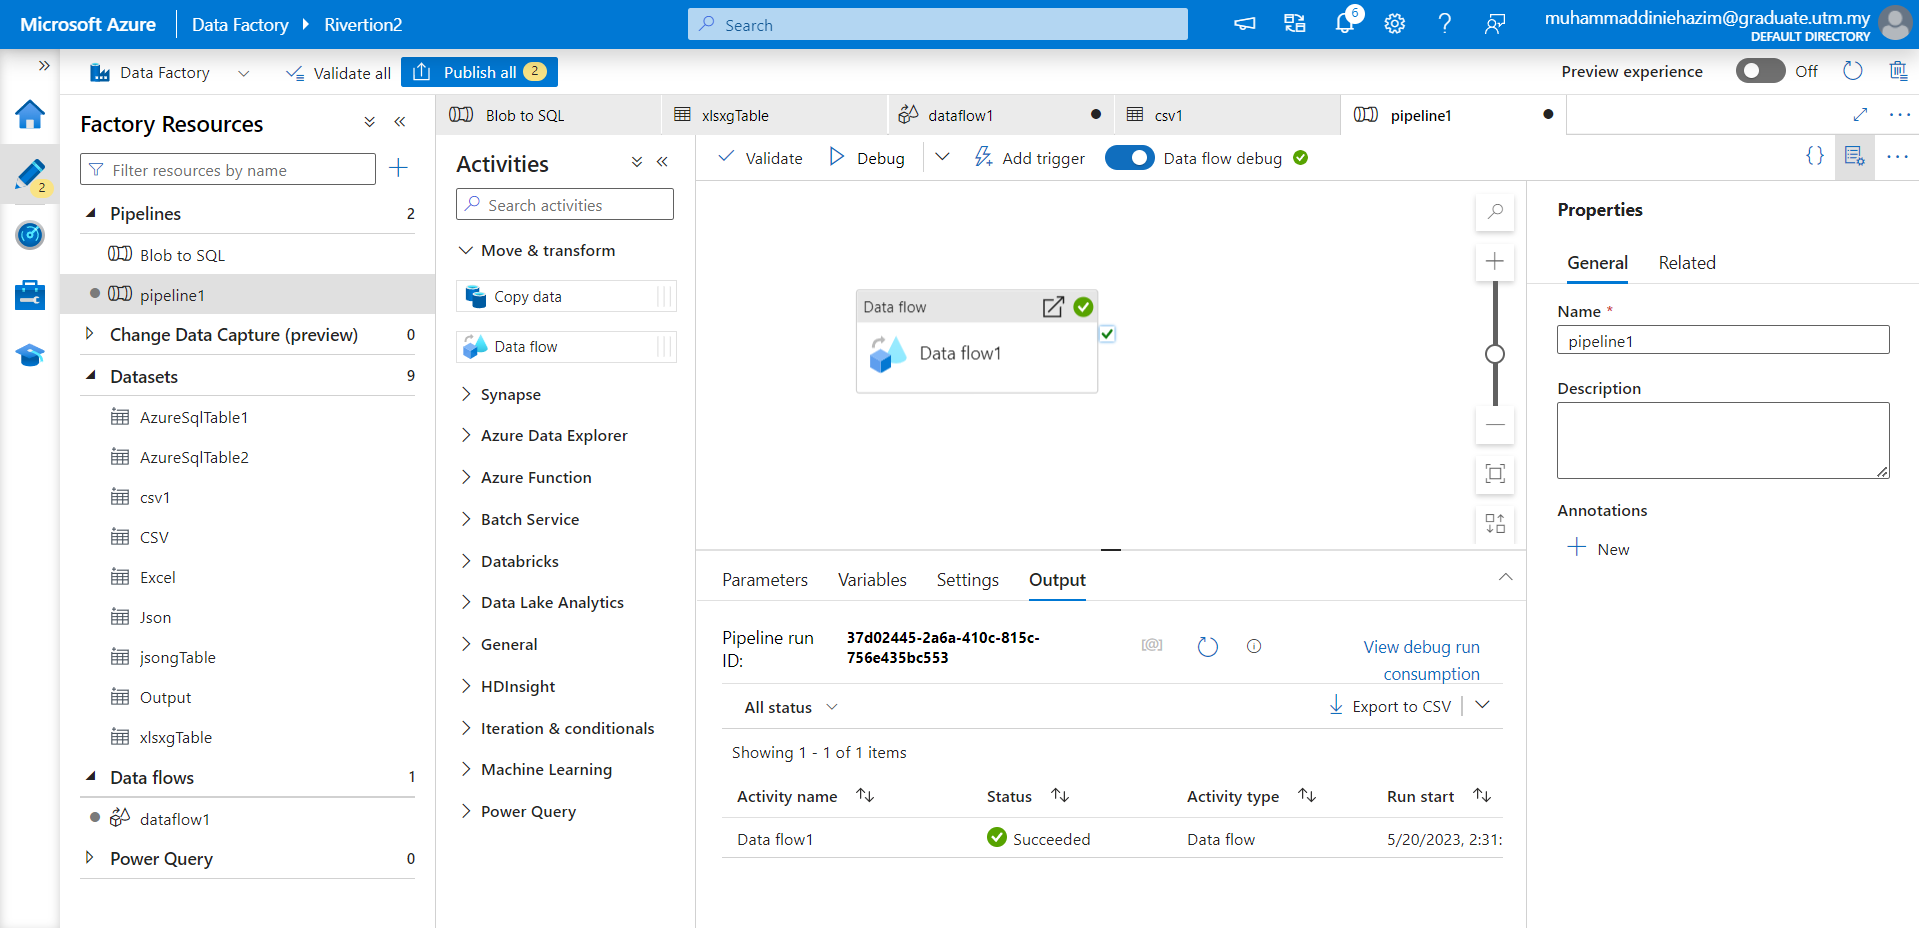 Microsoft Azure
Data Factory
Rivertion2
Search
6
muhammaddiniehazim@graduate.utm.my
DEFAULT DIRECTORY
Data Factory
Validate all
Publish all 2
Preview experience
Off
2
Factory Resources
Filter resources by name
Pipelines 2
Blob to SQL
pipeline1
Change Data Capture (preview) 0
Datasets 9
AzureSqlTable1
AzureSqlTable2
csv1
CSV
Excel
Json
jsongTable
Output
xlsxgTable
Data flows 1
dataflow1
Power Query 0
Blob to SQL
xlsxgTable
dataflow1
csv1
pipeline1
Activities
Search activities
Move & transform
Copy data
Data flow
Synapse
Azure Data Explorer
Azure Function
Batch Service
Databricks
Data Lake Analytics
General
HDInsight
Iteration & conditionals
Machine Learning
Power Query
Validate
Debug
Add trigger
Data flow debug
{}
Data flow
Data flow1
Parameters
Variables
Settings
Output
Pipeline run
ID:
37d02445-2a6a-410c-815c-
756e435bc553
[@]
View debug run
consumption
All status
Export to CSV
Showing 1 - 1 of 1 items
Activity name Status Activity type Run start
Data flow1 Succeeded Data flow 5/20/2023, 2:31:
Properties
General
Related
Name *
pipeline1
Description
Annotations
New